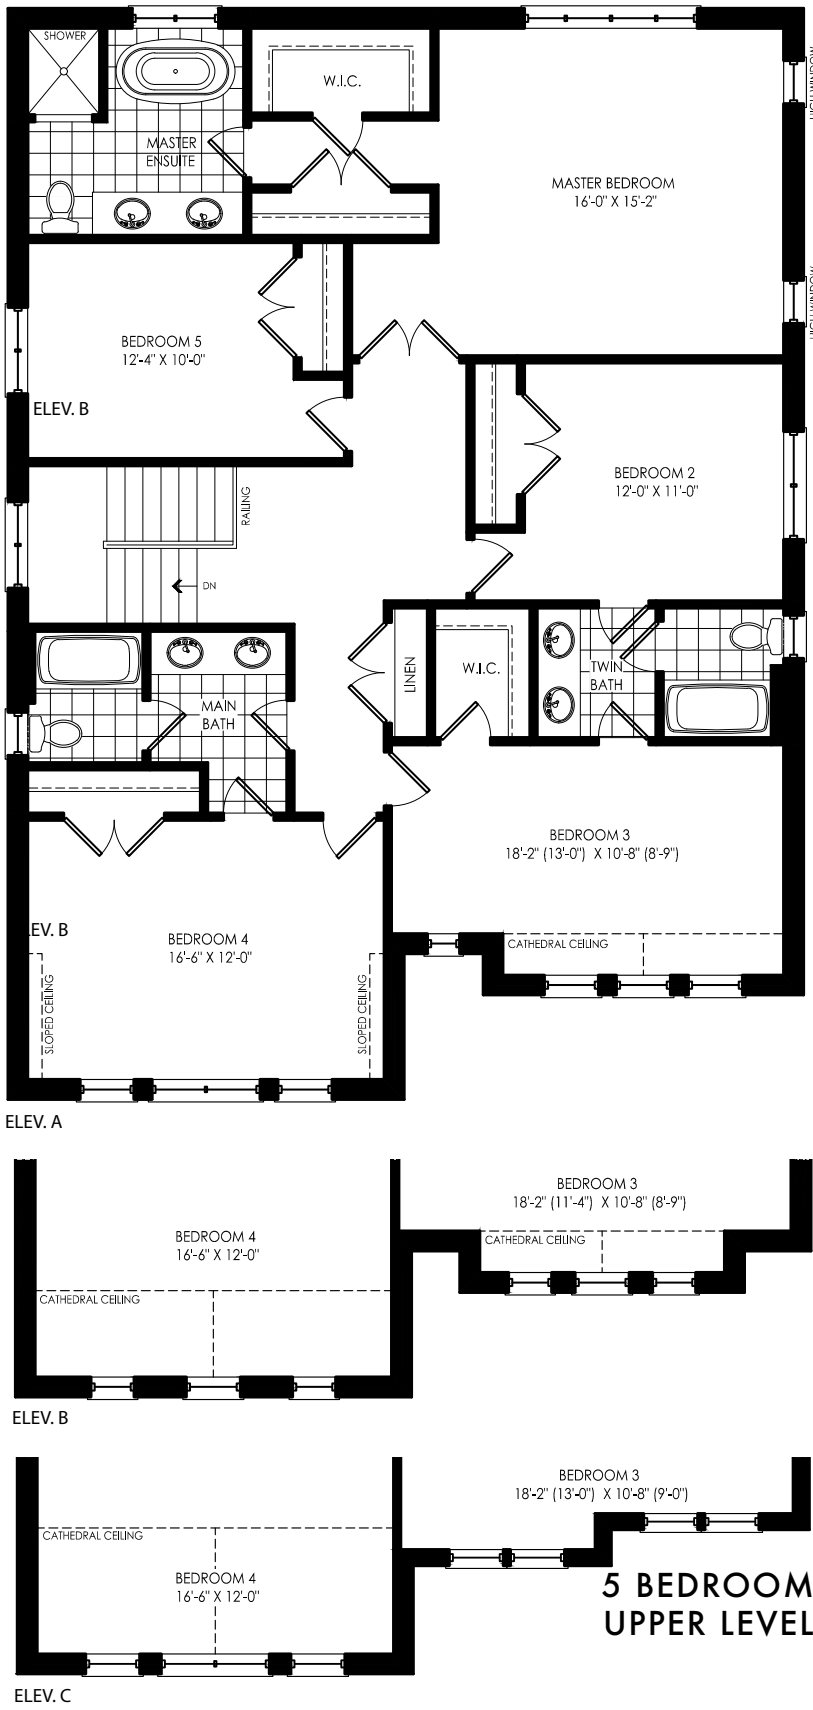 SHOWER
W.I.C.
MASTER
ENSUITE
HIGH WINDOW
MASTER BEDROOM
16'-0" X 15'-2"
HIGH WINDOW
BEDROOM 5
12'-4" X 10'-0"
ELEV. B
BEDROOM 2
12'-0" X 11'-0"
RAILING
DN
LINEN
W.I.C.
TWIN
BATH
MAIN
BATH
BEDROOM 3
18'-2" (13'-0") X 10'-8" (8'-9")
EV. B
BEDROOM 4
16'-6" X 12'-0"
CATHEDRAL CEILING
SLOPED CEILING
SLOPED CEILING
ELEV. A
BEDROOM 3
18'-2" (11'-4") X 10'-8" (8'-9")
BEDROOM 4
16'-6" X 12'-0"
CATHEDRAL CEILING
CATHEDRAL CEILING
ELEV. B
BEDROOM 3
18'-2" (13'-0") X 10'-8" (9'-0")
CATHEDRAL CEILING
BEDROOM 4
16'-6" X 12'-0"
5 BEDROOM
UPPER LEVEL
ELEV. C